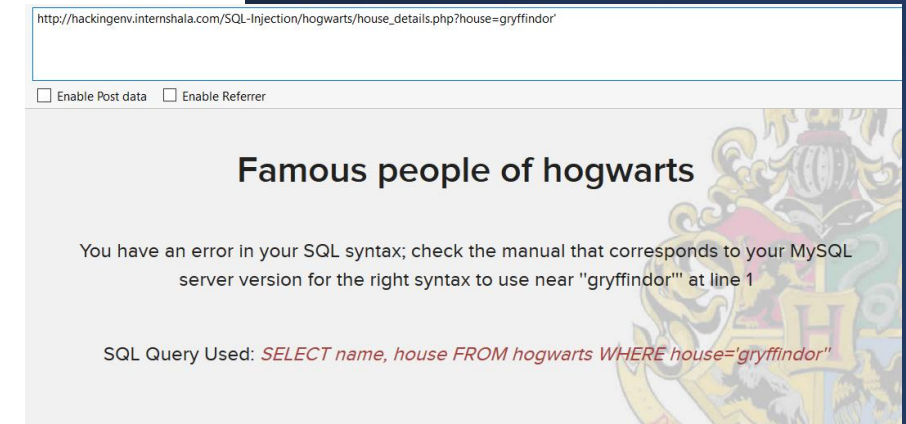 http://hackingenv.internshala.com/SQL-Injection/hogwarts/house_details.php?house=gryffindor'
Enable Post data Enable Referrer
Famous people of hogwarts
You have an error in your SQL syntax; check the manual that corresponds to your MySQL
server version for the right syntax to use near ''gryffindor''' at line 1
SQL Query Used: SELECT name, house FROM hogwarts WHERE house='gryffindor''
H